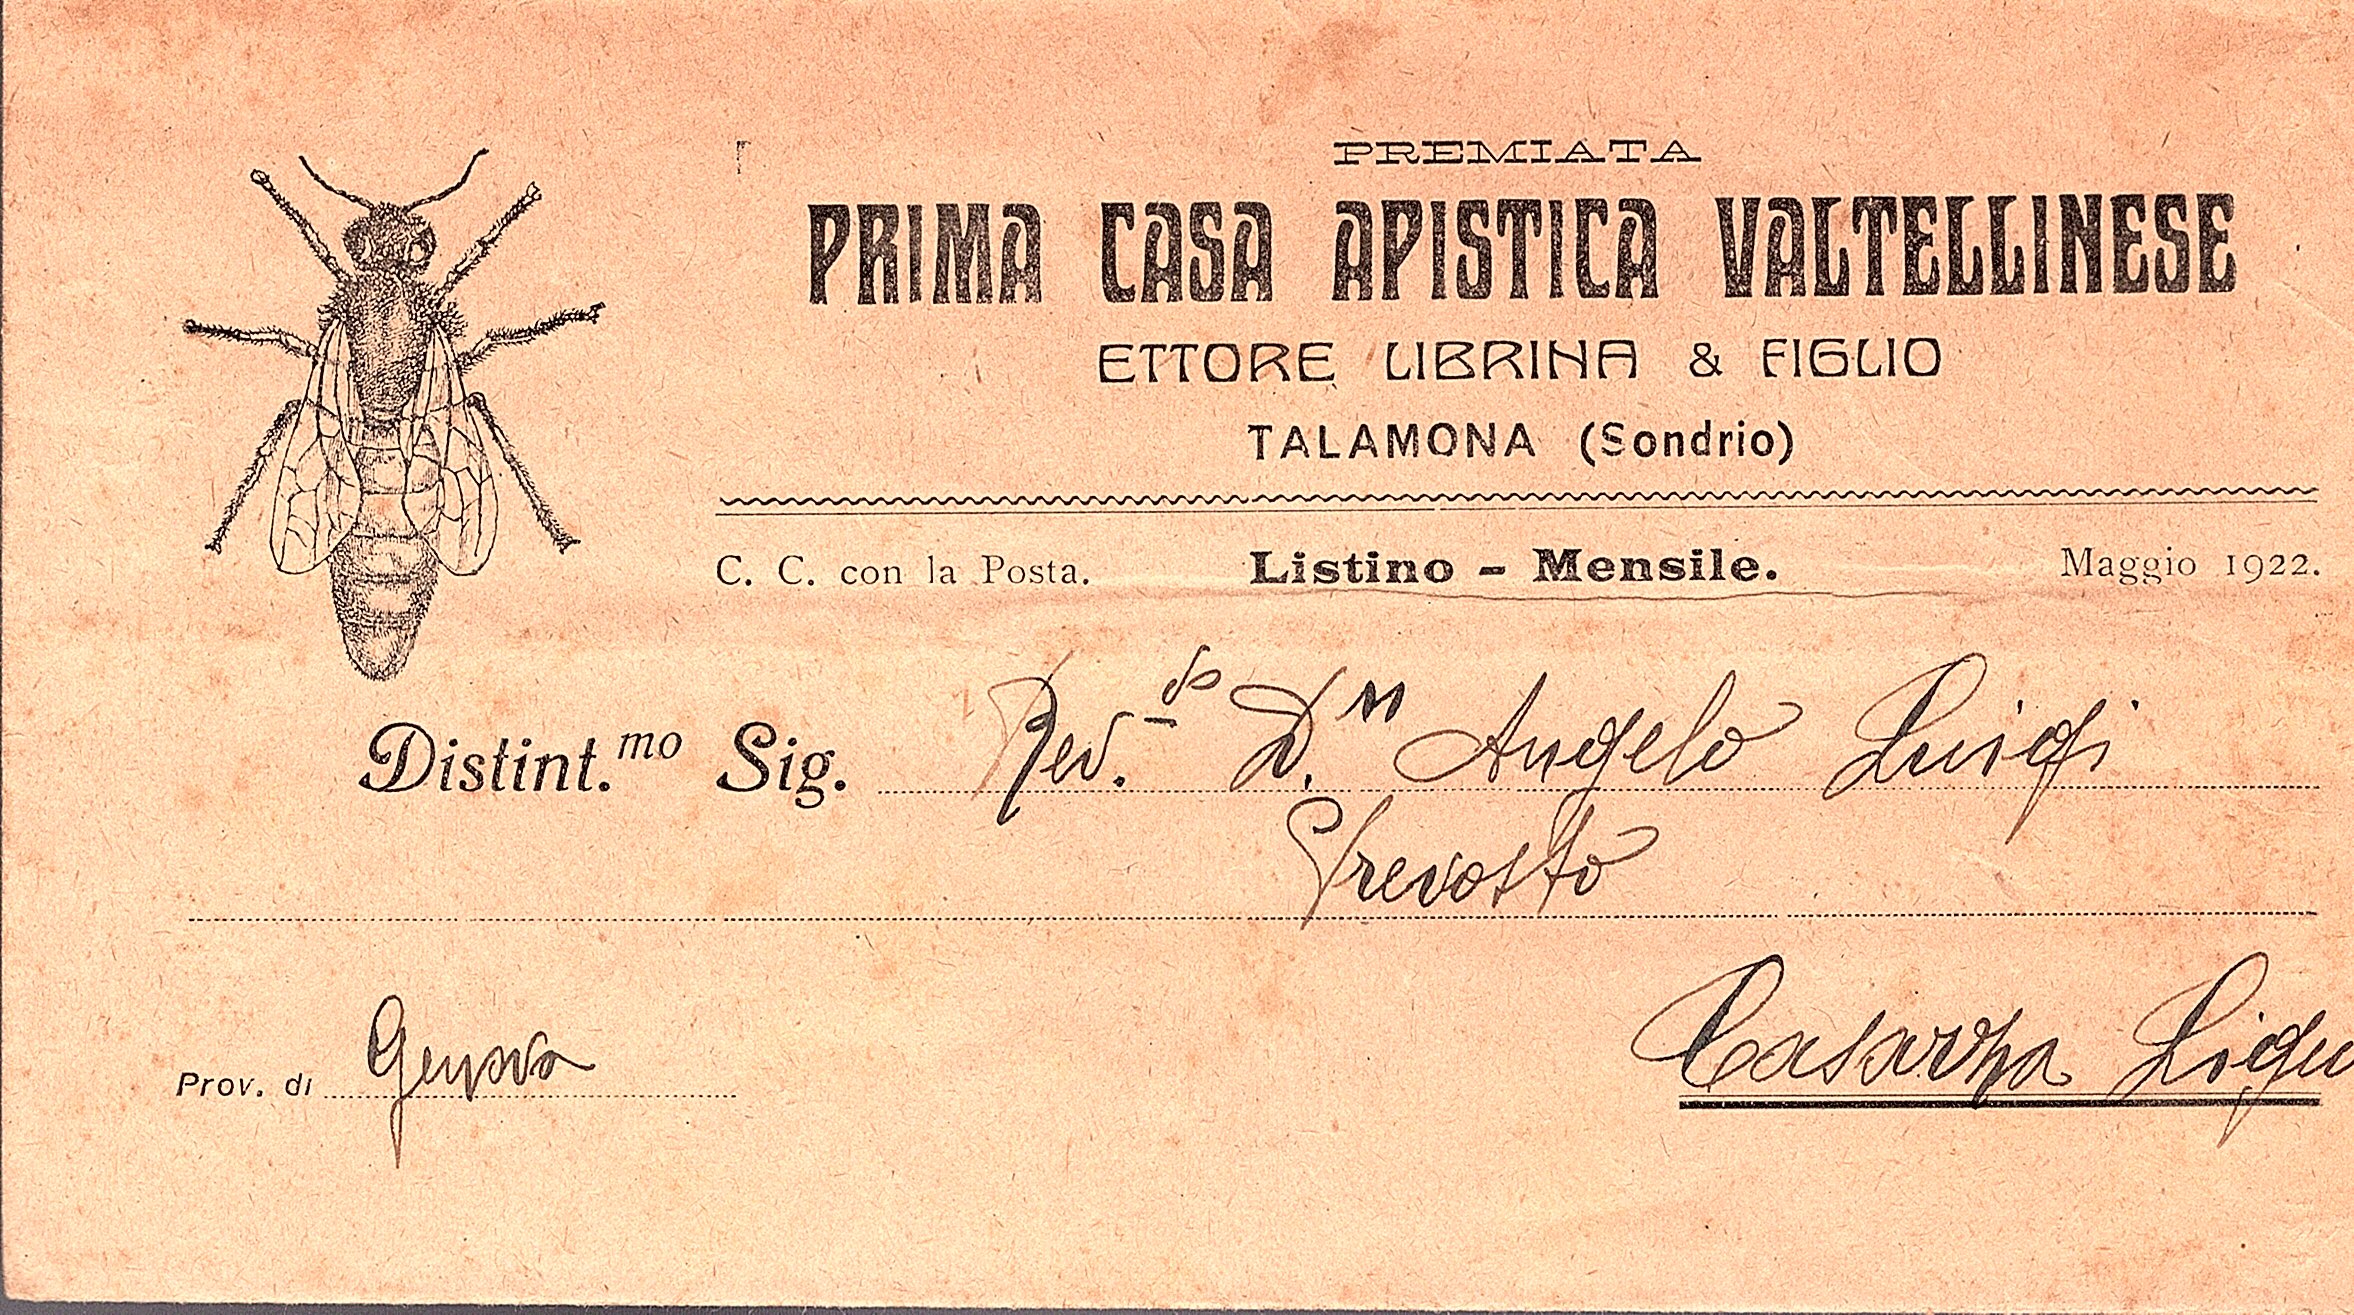 PREMIATA
PRIMA CASA APISTICA VALTELLINESE
ETTORE LIBRINA & FIGLIO
TALAMONA (Sondrio)
C. C. con la Posta. Listino - Mensile. Maggio 1922.
Distint.mo Sig. Rev.do D.n Angelo Luigi
Prevosto
Casarza Ligu
Prov. di Genova